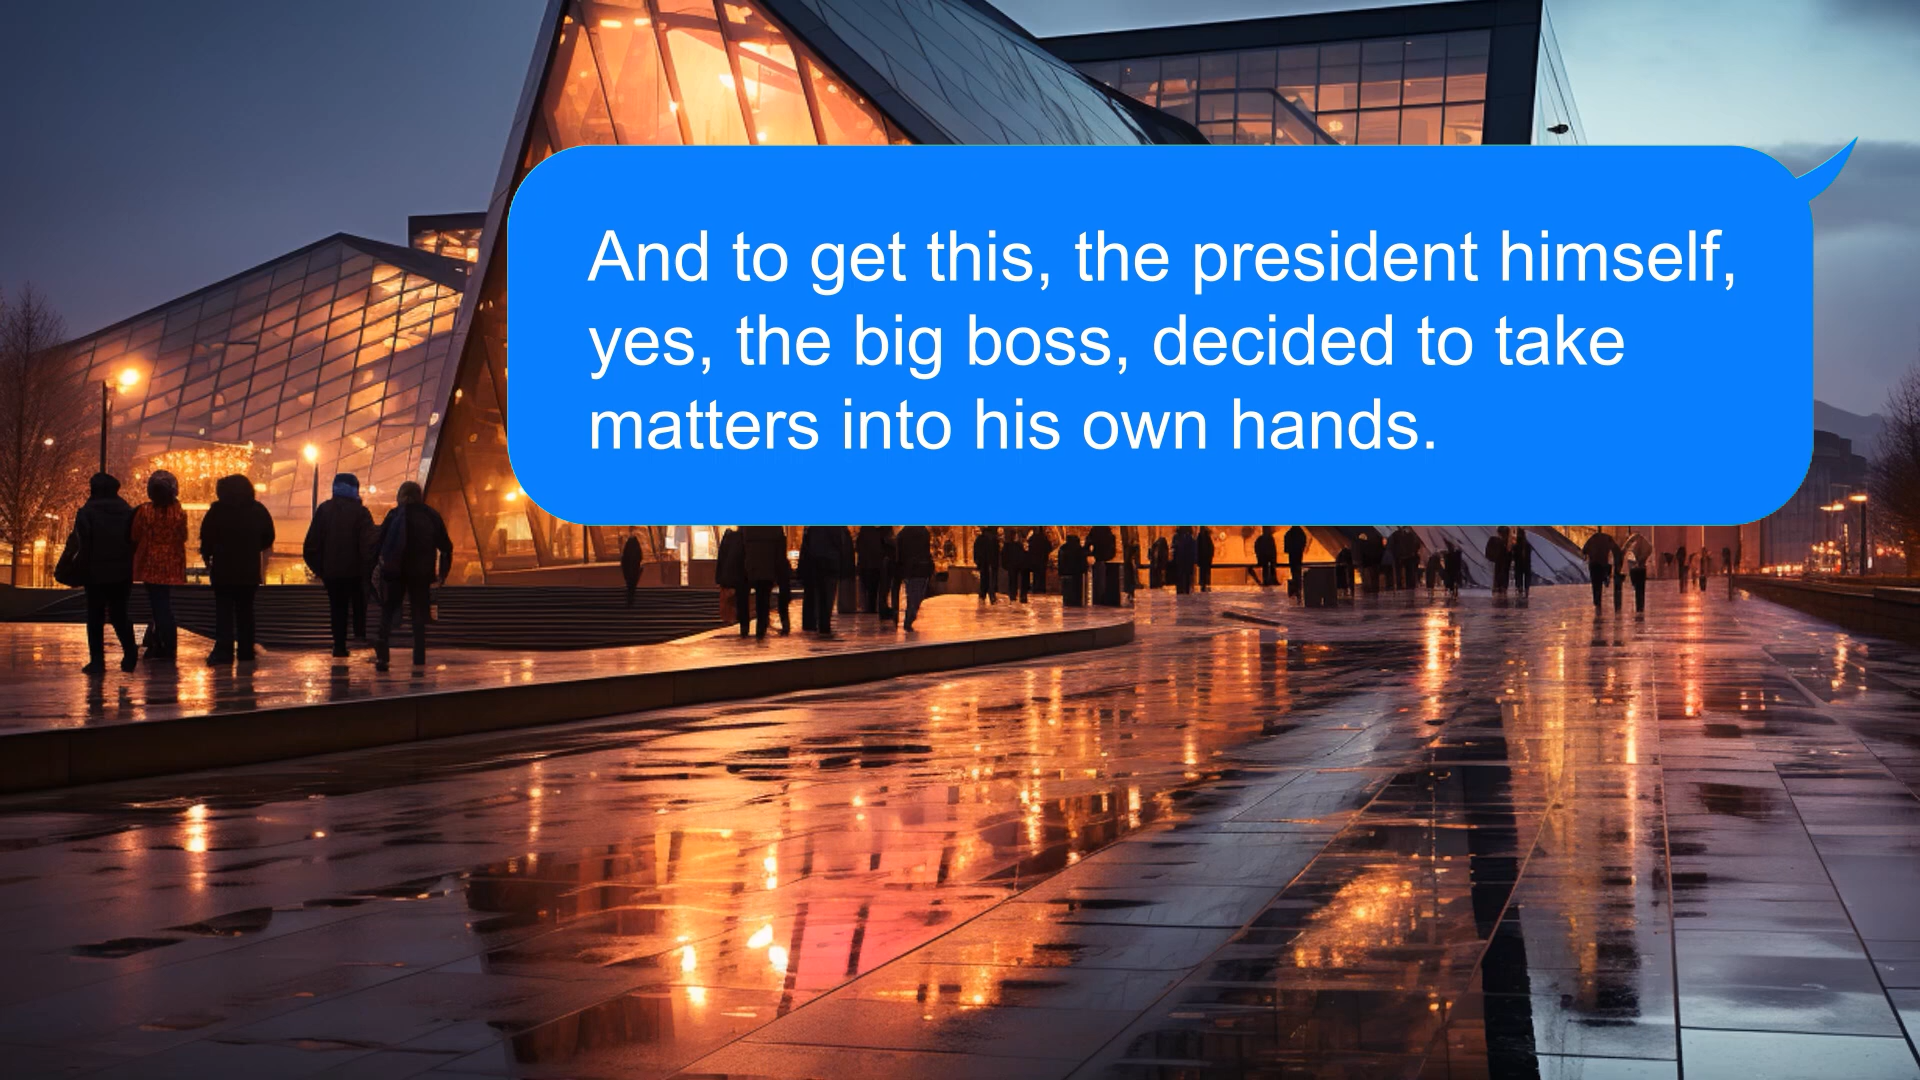 And to get this, the president himself,
yes, the big boss, decided to take
matters into his own hands.